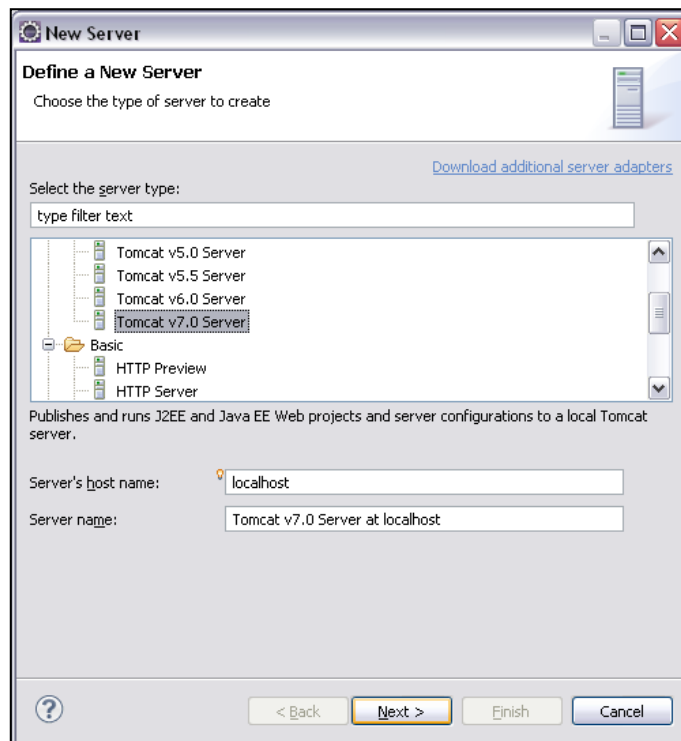 New Server
Define a New Server
Choose the type of server to create
Download additional server adapters
Select the server type:
type filter text
Tomcat v5.0 Server
Tomcat v5.5 Server
Tomcat v6.0 Server
Tomcat v7.0 Server
Basic
HTTP Preview
HTTP Server
Publishes and runs J2EE and Java EE Web projects and server configurations to a local Tomcat
server.
Server's host name: localhost
Server name: Tomcat v7.0 Server at localhost
? < Back Next > Finish Cancel